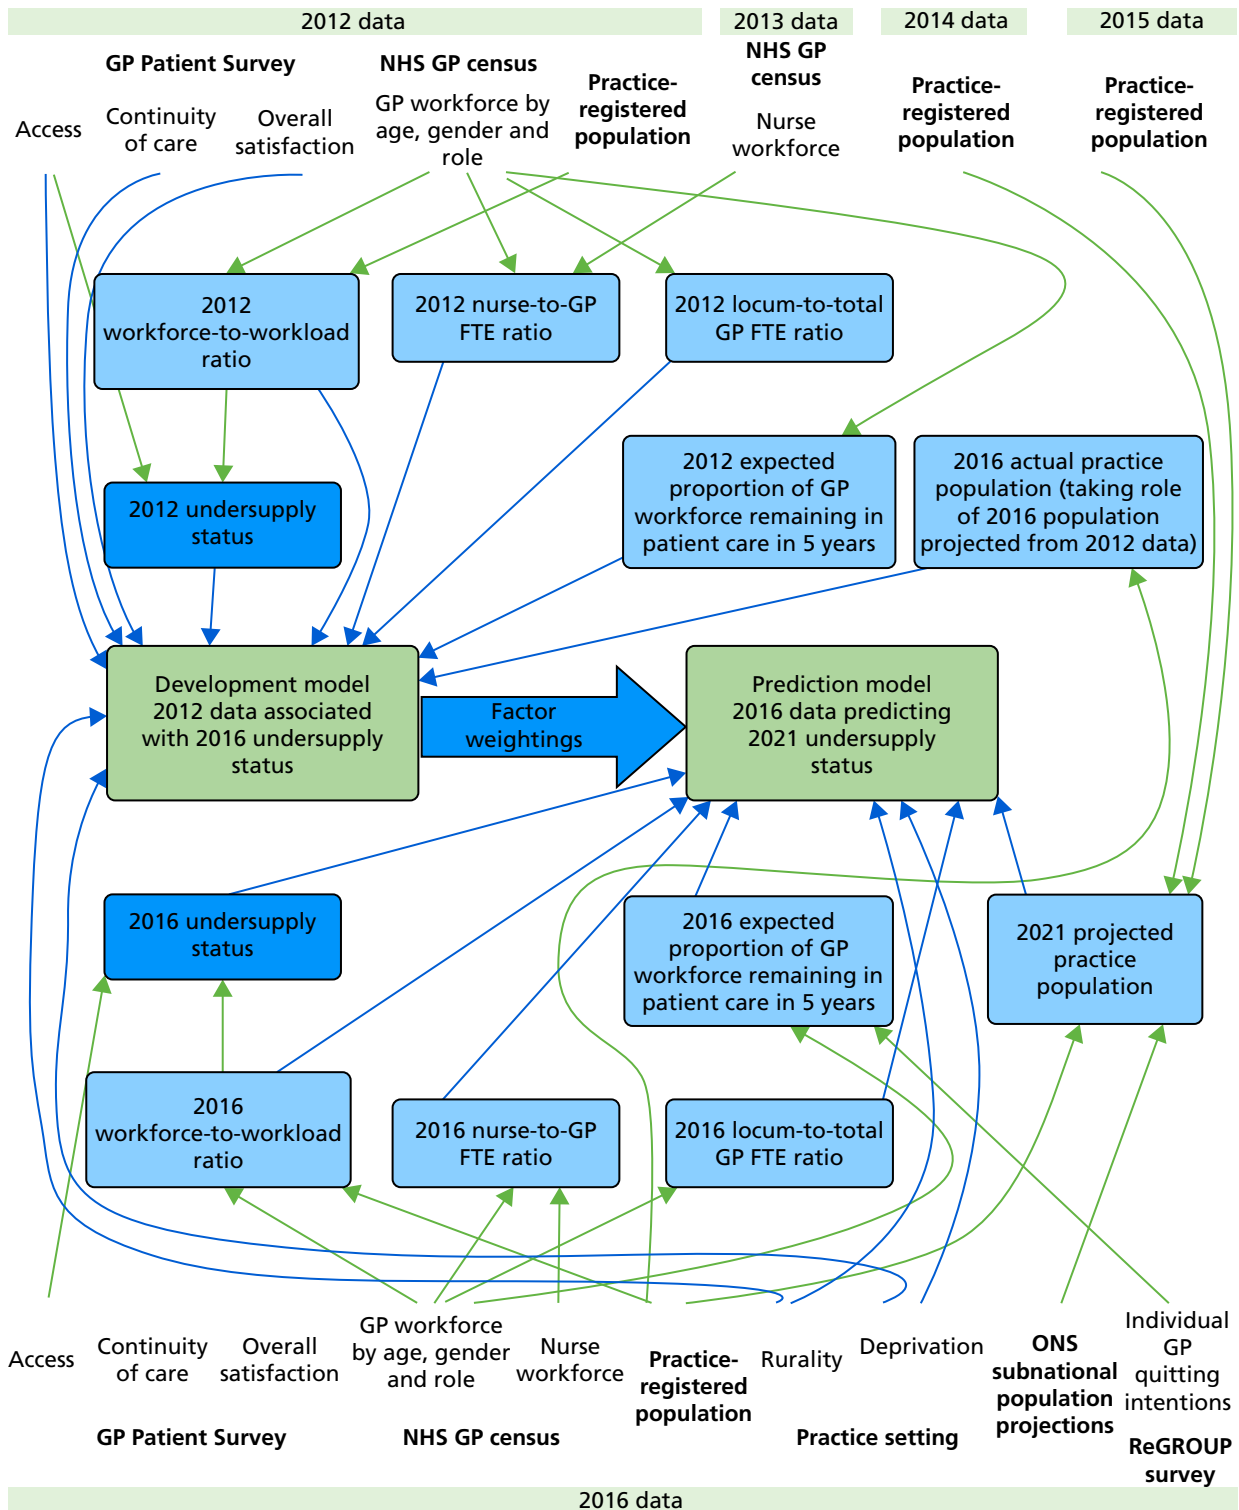 2012 data
2013 data
2014 data
2015 data
GP Patient Survey
Access
Continuity
of care
Overall
satisfaction
NHS GP census
GP workforce by
age, gender and
role
Practice-
registered
population
NHS GP
census
Nurse
workforce
Practice-
registered
population
Practice-
registered
population
2012
workforce-to-workload
ratio
2012 nurse-to-GP
FTE ratio
2012 locum-to-total
GP FTE ratio
2012 undersupply
status
2012 expected
proportion of GP
workforce remaining in
patient care in 5 years
2016 actual practice
population (taking role
of 2016 population
projected from 2012 data)
Development model
2012 data associated
with 2016 undersupply
status
Factor
weightings
Prediction model
2016 data predicting
2021 undersupply
status
2016 undersupply
status
2016 expected
proportion of GP
workforce remaining in
patient care in 5 years
2021 projected
practice
population
2016
workforce-to-workload
ratio
2016 nurse-to-GP
FTE ratio
2016 locum-to-total
GP FTE ratio
Access
Continuity
of care
Overall
satisfaction
GP Patient Survey
GP workforce
by age, gender
and role
Nurse
workforce
NHS GP census
Practice-
registered
population
Rurality
Deprivation
Practice setting
ONS
subnational
population
projections
Individual
GP
quitting
intentions
ReGROUP
survey
2016 data